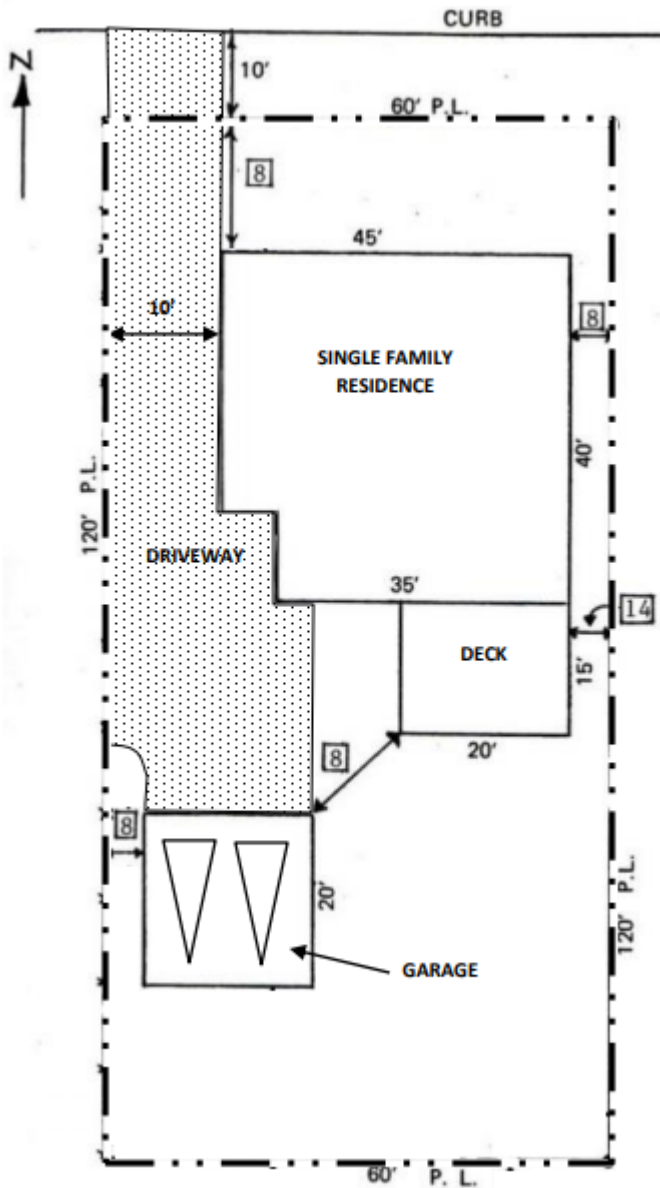 CURB
Z
10'
60' P.L.
8
45'
10'
8
SINGLE FAMILY
RESIDENCE
40'
120' P.L.
DRIVEWAY
35'
14
DECK
15'
8
20'
8
20'
120' P.L.
GARAGE
60' P. L.